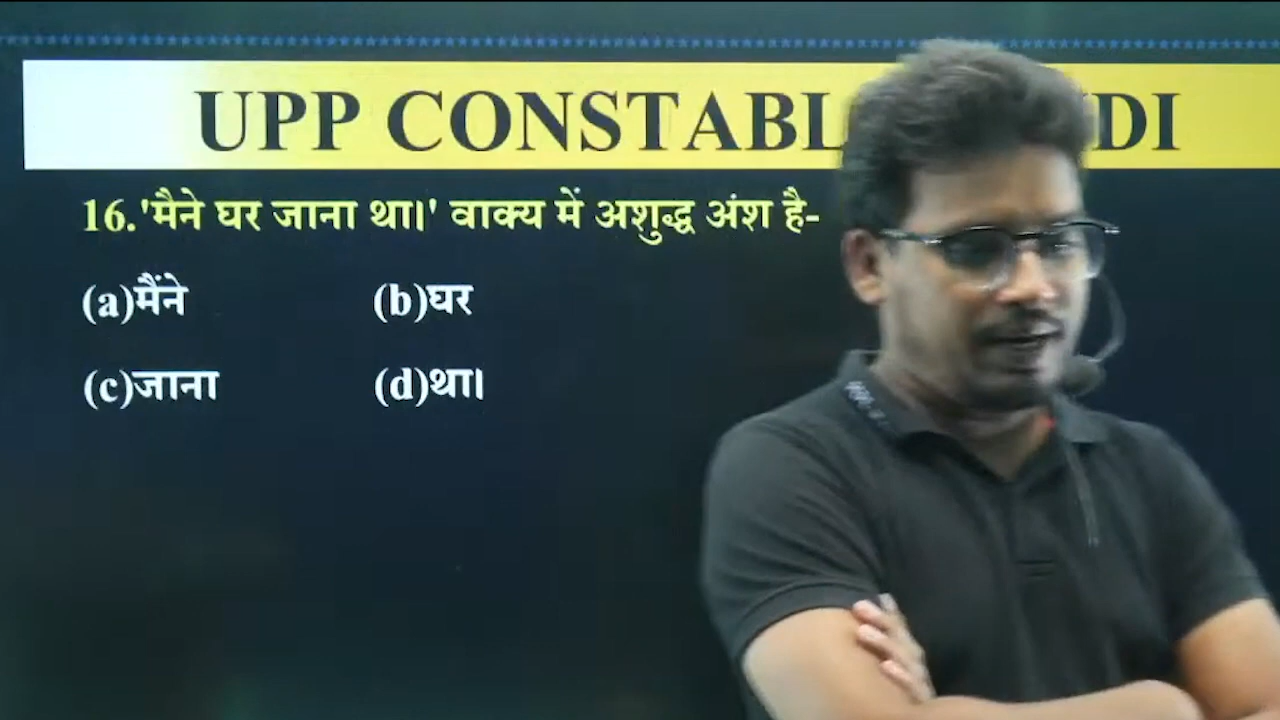 UPP CONSTABL DI
16.'मैने घर जाना था।' वाक्य में अशुद्ध अंश है-
(a)मैंने (b)घर
(c)जाना (d)था।